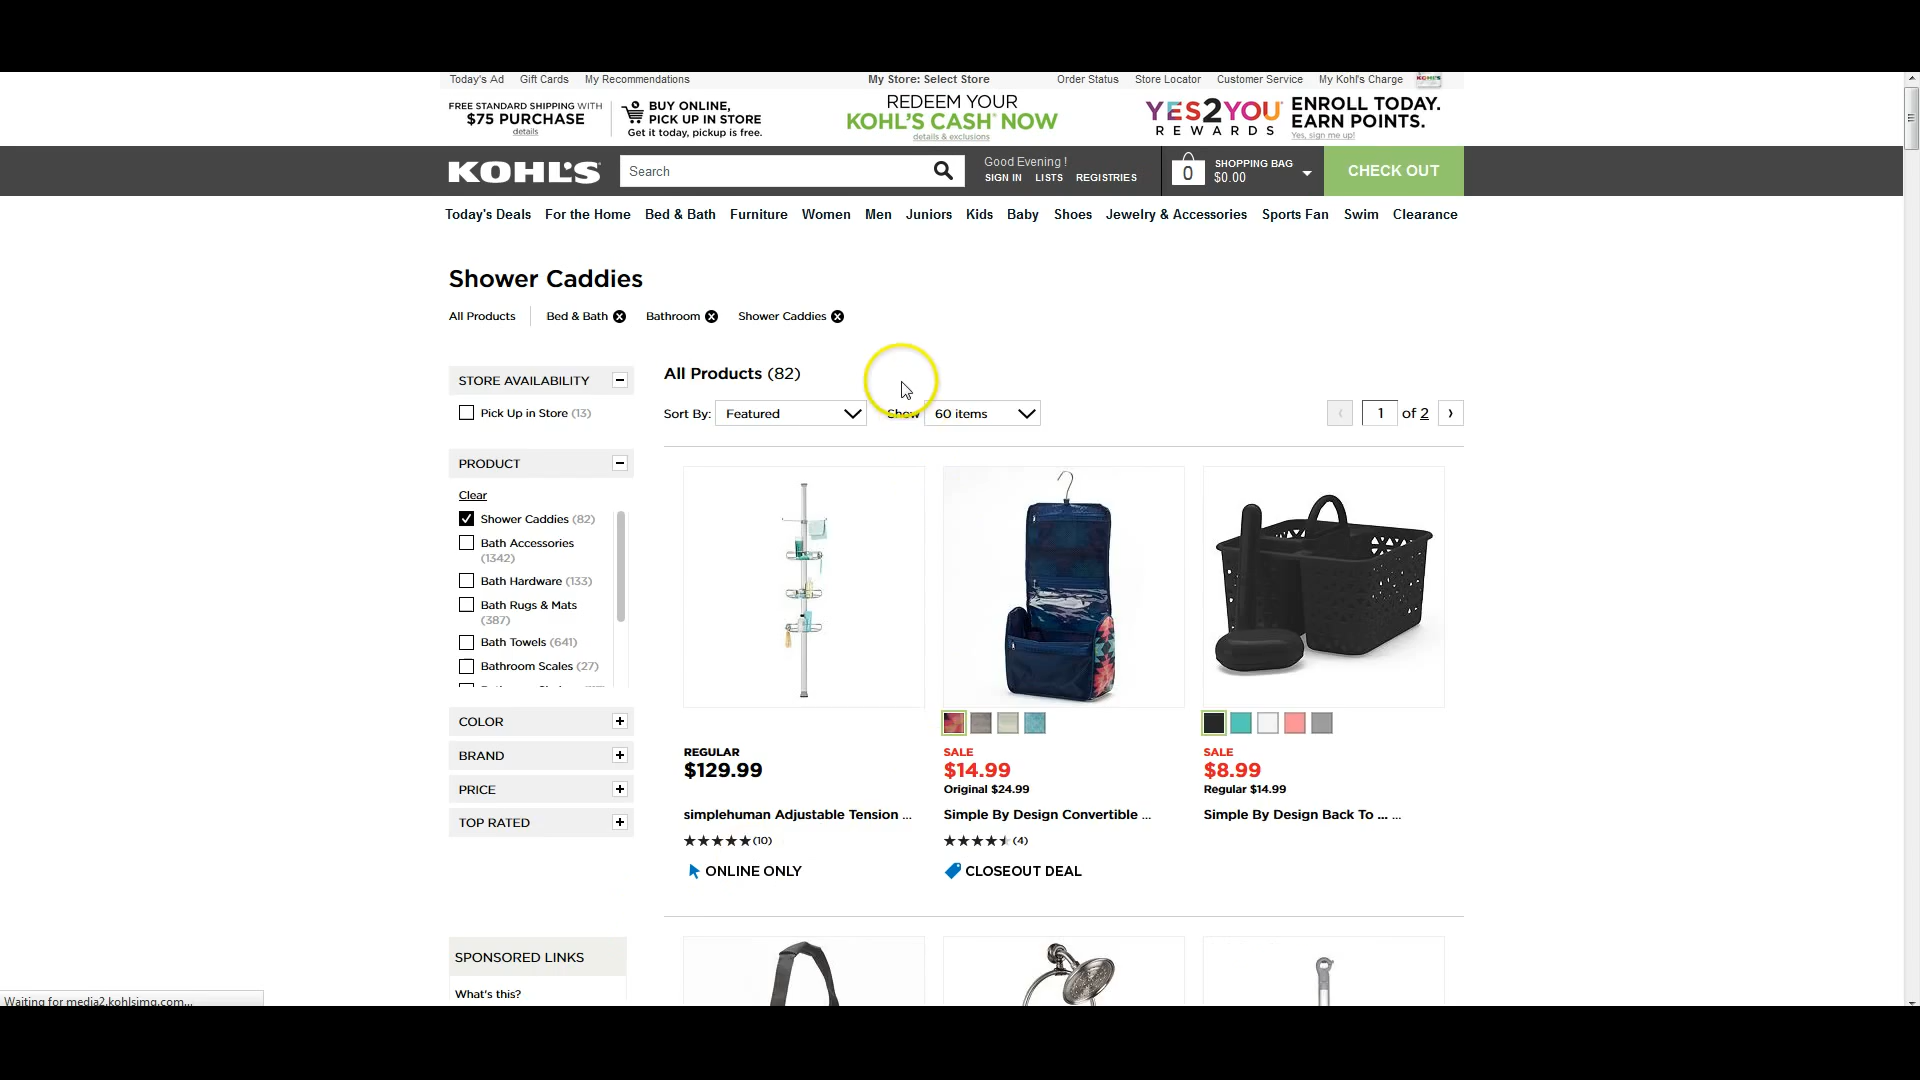 Today's Ad Gift Cards My Recommendations My Store: Select Store Order Status Store Locator Customer Service My Kohl's Charge KOHL'S
FREE STANDARD SHIPPING WITH
$75 PURCHASE
details
BUY ONLINE,
PICK UP IN STORE
Get it today, pickup is free.
REDEEM YOUR
KOHL'S CASH® NOW
details & exclusions
YES2YOU
REWARDS
ENROLL TODAY.
EARN POINTS.
Yes, sign me up!
KOHL'S
Search
Good Evening !
SIGN IN LISTS REGISTRIES
0
SHOPPING BAG
$0.00
CHECK OUT
Today's Deals For the Home Bed & Bath Furniture Women Men Juniors Kids Baby Shoes Jewelry & Accessories Sports Fan Swim Clearance
Shower Caddies
All Products Bed & Bath Bathroom Shower Caddies
STORE AVAILABILITY
Pick Up in Store (13)
PRODUCT
Clear
Shower Caddies (82)
Bath Accessories
(1342)
Bath Hardware (133)
Bath Rugs & Mats
(387)
Bath Towels (641)
Bathroom Scales (27)
COLOR
BRAND
PRICE
TOP RATED
SPONSORED LINKS
What's this?
All Products (82)
Sort By: Featured Show 60 items
1 of 2
REGULAR
$129.99
simplehuman Adjustable Tension ...
(10)
ONLINE ONLY
SALE
$14.99
Original $24.99
Simple By Design Convertible ...
(4)
CLOSEOUT DEAL
SALE
$8.99
Regular $14.99
Simple By Design Back To ... ...
Waiting for media2.kohlsimg.com...